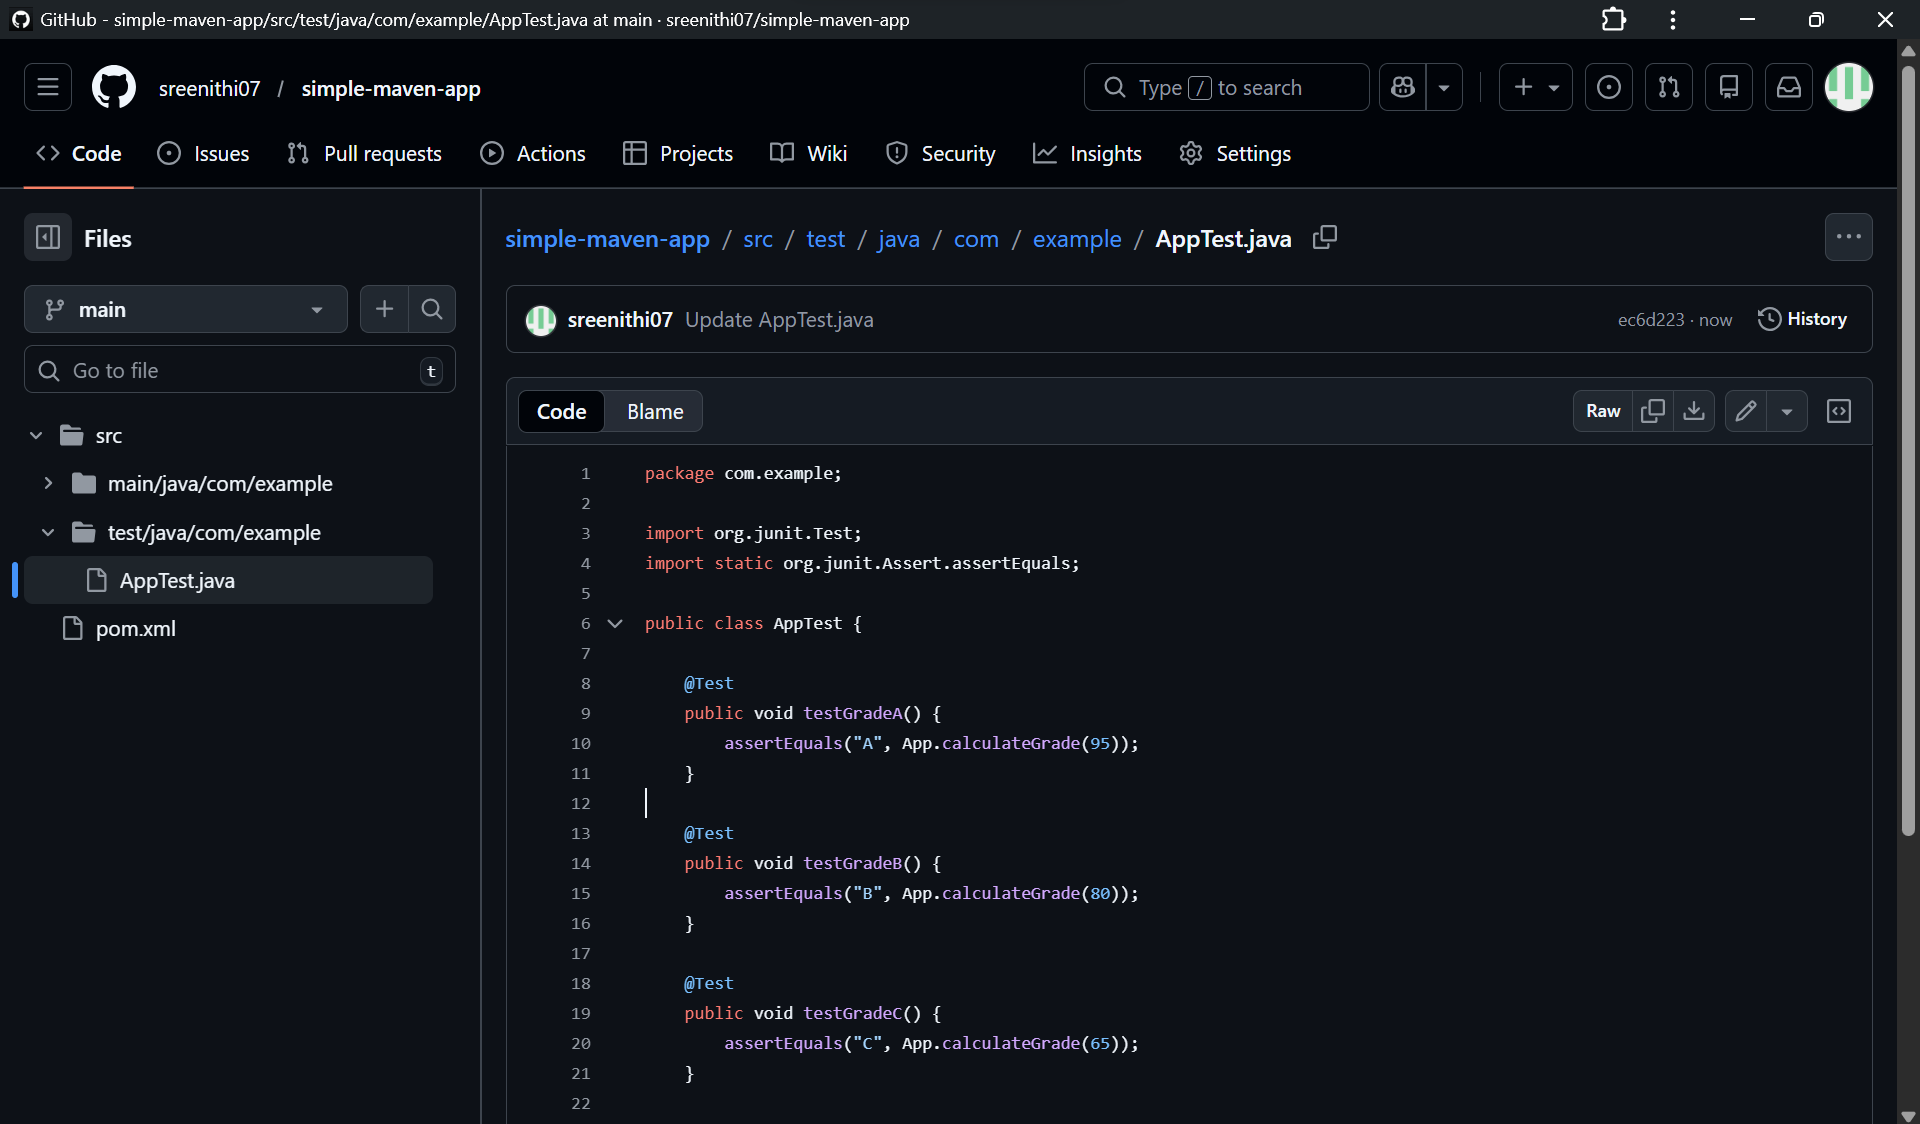 GitHub - simple-maven-app/src/test/java/com/example/AppTest.java at main · sreenithi07/simple-maven-app
sreenithi07 / simple-maven-app
Type / to search
Code Issues Pull requests Actions Projects Wiki Security Insights Settings
Files
main
Go to file t
src
main/java/com/example
test/java/com/example
AppTest.java
pom.xml
simple-maven-app / src / test / java / com / example / AppTest.java
sreenithi07 Update AppTest.java ec6d223 · now History
Code Blame Raw
1 package com.example;
2
3 import org.junit.Test;
4 import static org.junit.Assert.assertEquals;
5
6 public class AppTest {
7
8 @Test
9 public void testGradeA() {
10 assertEquals("A", App.calculateGrade(95));
11 }
12
13 @Test
14 public void testGradeB() {
15 assertEquals("B", App.calculateGrade(80));
16 }
17
18 @Test
19 public void testGradeC() {
20 assertEquals("C", App.calculateGrade(65));
21 }
22